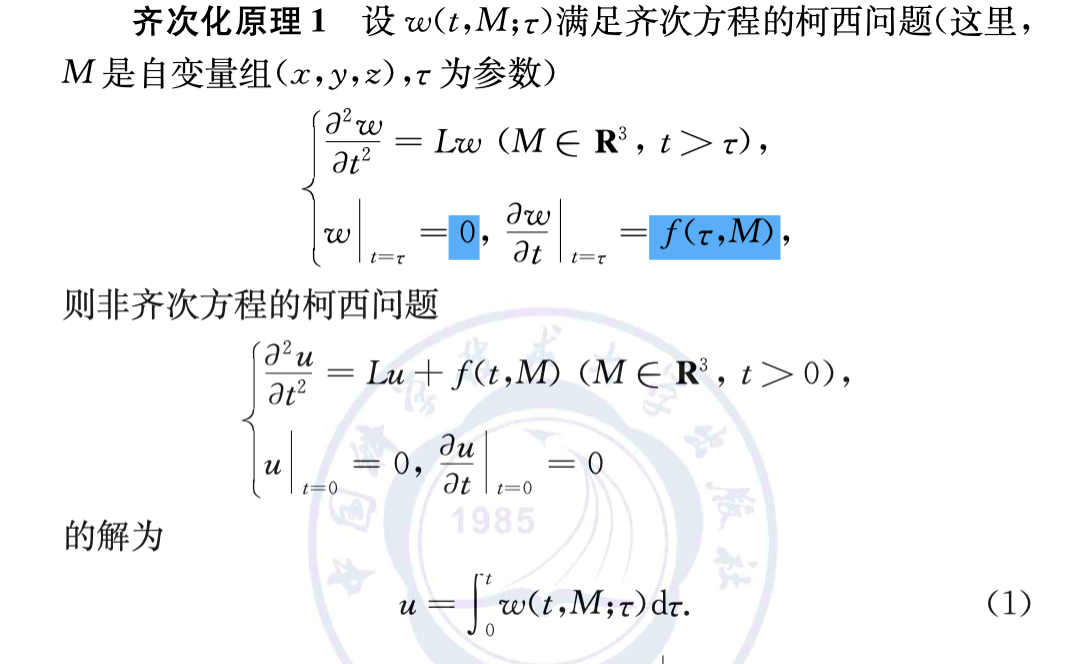 齐次化原理 1 设 w(t,M;τ)满足齐次方程的柯西问题(这里，
M 是自变量组(x,y,z),τ 为参数)
{ ∂²w/∂t² = Lw (M ∈ R³, t > τ),
w|_{t=τ} = 0, ∂w/∂t|_{t=τ} = f(τ,M),
则非齐次方程的柯西问题
{ ∂²u/∂t² = Lu + f(t,M) (M ∈ R³, t > 0),
u|_{t=0} = 0, ∂u/∂t|_{t=0} = 0
的解为
u = ∫₀ᵗ w(t,M;τ)dτ. (1)
1985